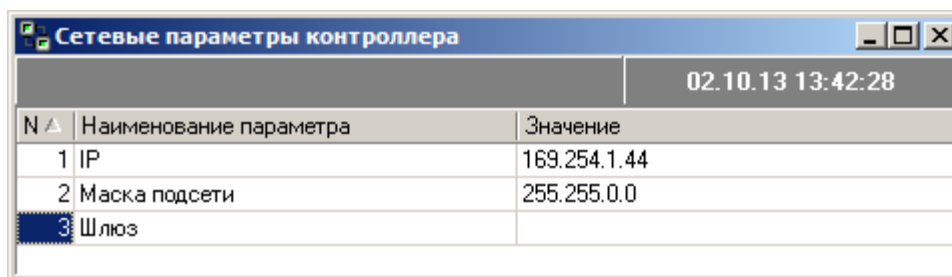 Сетевые параметры контроллера
02.10.13 13:42:28
N Наименование параметра Значение
1 IP 169.254.1.44
2 Маска подсети 255.255.0.0
3 Шлюз